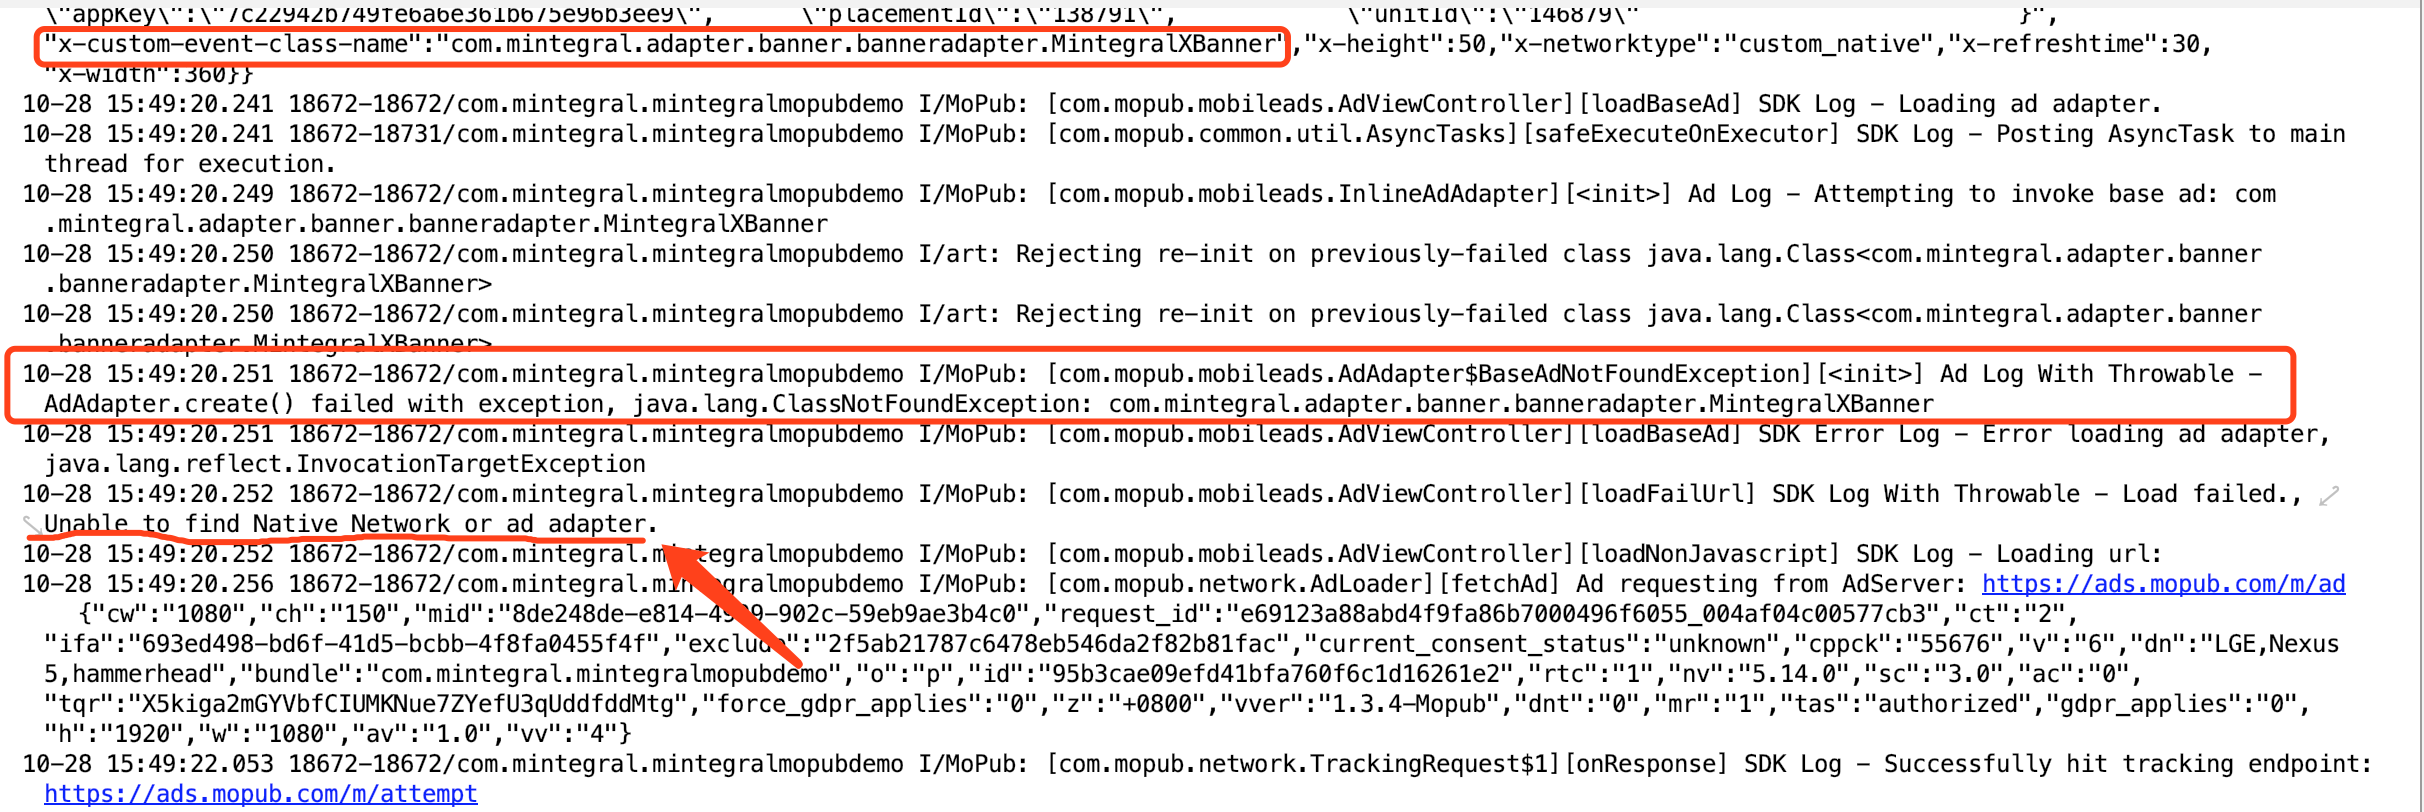 \"appKey\":\"7c22942b749fe6a6e361b675e96b3ee9\",      \"placementId\":\"138791\",            \"unitId\":\"146879\"                           }",
"x-custom-event-class-name":"com.mintegral.adapter.banner.banneradapter.MintegralXBanner","x-height":50,"x-networktype":"custom_native","x-refreshtime":30,
"x-width":360}}
10-28 15:49:20.241 18672-18672/com.mintegral.mintegralmopubdemo I/MoPub: [com.mopub.mobileads.AdViewController][loadBaseAd] SDK Log - Loading ad adapter.
10-28 15:49:20.241 18672-18731/com.mintegral.mintegralmopubdemo I/MoPub: [com.mopub.common.util.AsyncTasks][safeExecuteOnExecutor] SDK Log - Posting AsyncTask to main
thread for execution.
10-28 15:49:20.249 18672-18672/com.mintegral.mintegralmopubdemo I/MoPub: [com.mopub.mobileads.InlineAdAdapter][<init>] Ad Log - Attempting to invoke base ad: com
.mintegral.adapter.banner.banneradapter.MintegralXBanner
10-28 15:49:20.250 18672-18672/com.mintegral.mintegralmopubdemo I/art: Rejecting re-init on previously-failed class java.lang.Class<com.mintegral.adapter.banner
.banneradapter.MintegralXBanner>
10-28 15:49:20.250 18672-18672/com.mintegral.mintegralmopubdemo I/art: Rejecting re-init on previously-failed class java.lang.Class<com.mintegral.adapter.banner
.banneradapter.MintegralXBanner>
10-28 15:49:20.251 18672-18672/com.mintegral.mintegralmopubdemo I/MoPub: [com.mopub.mobileads.AdAdapter$BaseAdNotFoundException][<init>] Ad Log With Throwable -
AdAdapter.create() failed with exception, java.lang.ClassNotFoundException: com.mintegral.adapter.banner.banneradapter.MintegralXBanner
10-28 15:49:20.251 18672-18672/com.mintegral.mintegralmopubdemo I/MoPub: [com.mopub.mobileads.AdViewController][loadBaseAd] SDK Error Log - Error loading ad adapter,
java.lang.reflect.InvocationTargetException
10-28 15:49:20.252 18672-18672/com.mintegral.mintegralmopubdemo I/MoPub: [com.mopub.mobileads.AdViewController][loadFailUrl] SDK Log With Throwable - Load failed.,
Unable to find Native Network or ad adapter.
10-28 15:49:20.252 18672-18672/com.mintegral.mintegralmopubdemo I/MoPub: [com.mopub.mobileads.AdViewController][loadNonJavascript] SDK Log - Loading url:
10-28 15:49:20.256 18672-18672/com.mintegral.mintegralmopubdemo I/MoPub: [com.mopub.network.AdLoader][fetchAd] Ad requesting from AdServer: https://ads.mopub.com/m/ad
{"cw":"1080","ch":"150","mid":,"request_id":"e69123a88abd4f9fa86b7000496f6055_004af04c00577cb3","ct":"2",
"ifa":"693ed498-bd6f-41d5-bcbb-4f8fa0455f4f","exclude":"2f5ab21787c6478eb546da2f82b81fac","current_consent_status":"unknown","cppck":"55676","v":"6","dn":"LGE,Nexus
5,hammerhead","bundle":"com.mintegral.mintegralmopubdemo","o":"p","id":"95b3cae09efd41bfa760f6c1d16261e2","rtc":"1","nv":"5.14.0","sc":"3.0","ac":"0",
"tqr":"X5kiga2mGYVbfCIUMKNue7ZYefU3qUddfddMtg","force_gdpr_applies":"0","z":"+0800","vver":"1.3.4-Mopub","dnt":"0","mr":"1","tas":"authorized","gdpr_applies":"0",
"h":"1920","w":"1080","av":"1.0","vv":"4"}
10-28 15:49:22.053 18672-18672/com.mintegral.mintegralmopubdemo I/MoPub: [com.mopub.network.TrackingRequest$1][onResponse] SDK Log - Successfully hit tracking endpoint:
https://ads.mopub.com/m/attempt